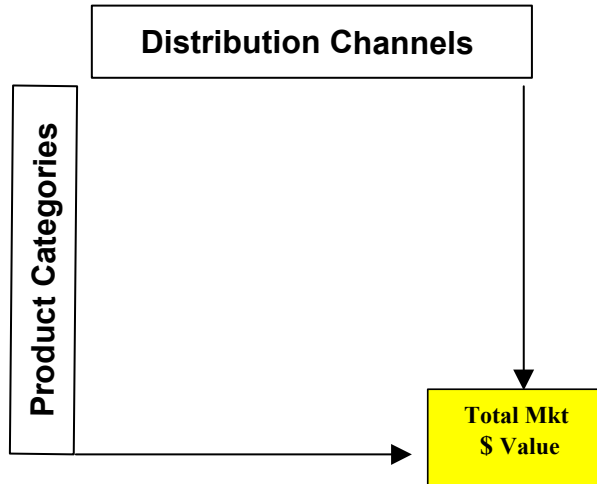 Distribution Channels
Product Categories
Total Mkt
$ Value